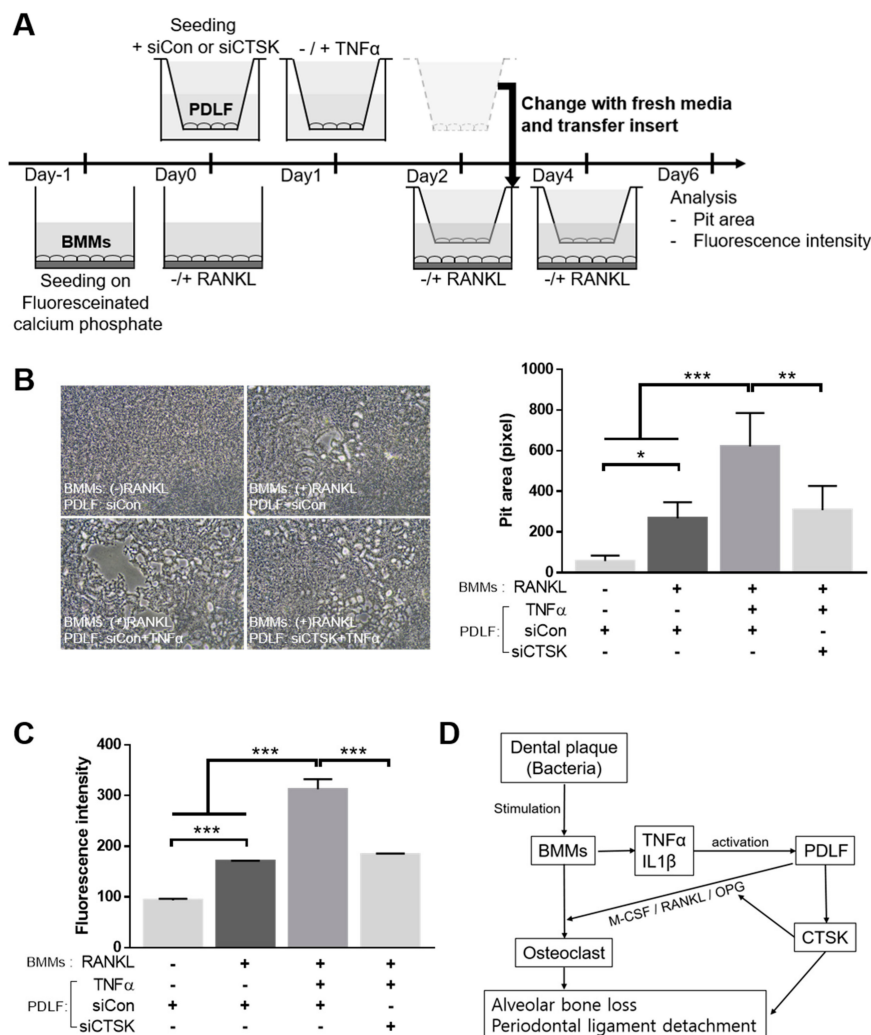 A
Seeding
+ siCon or siCTSK
- / + TNFα
PDLF
Change with fresh media
and transfer insert
Day-1
Day0
Day1
Day2
Day4
Day6
BMMs
Seeding on
Fluoresceinated
calcium phosphate
-/+ RANKL
-/+ RANKL
-/+ RANKL
Analysis
- Pit area
- Fluorescence intensity
B
BMMs: (-)RANKL
PDLF: siCon
BMMs: (+)RANKL
PDLF: siCon
BMMs: (+)RANKL
PDLF: siCon+TNFα
BMMs: (+)RANKL
PDLF: siCTSK+TNFα
Pit area (pixel)
1000
800
600
400
200
0
*
***
**
BMMs : RANKL - + + +
PDLF:
TNFα - - + +
siCon + + + -
siCTSK - - - +
C
Fluorescence intensity
400
300
200
100
0
***
***
***
BMMs : RANKL - + + +
PDLF:
TNFα - - + +
siCon + + + -
siCTSK - - - +
D
Dental plaque
(Bacteria)
Stimulation
BMMs
TNFα
IL1β
activation
PDLF
M-CSF / RANKL / OPG
CTSK
Osteoclast
Alveolar bone loss
Periodontal ligament detachment